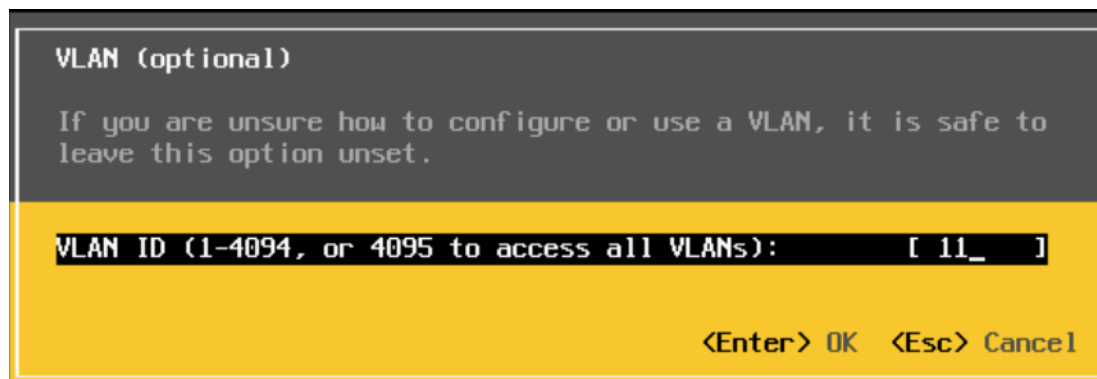 VLAN (optional)
If you are unsure how to configure or use a VLAN, it is safe to
leave this option unset.
VLAN ID (1-4094, or 4095 to access all VLANs): [ 11_ ]
<Enter> OK <Esc> Cancel